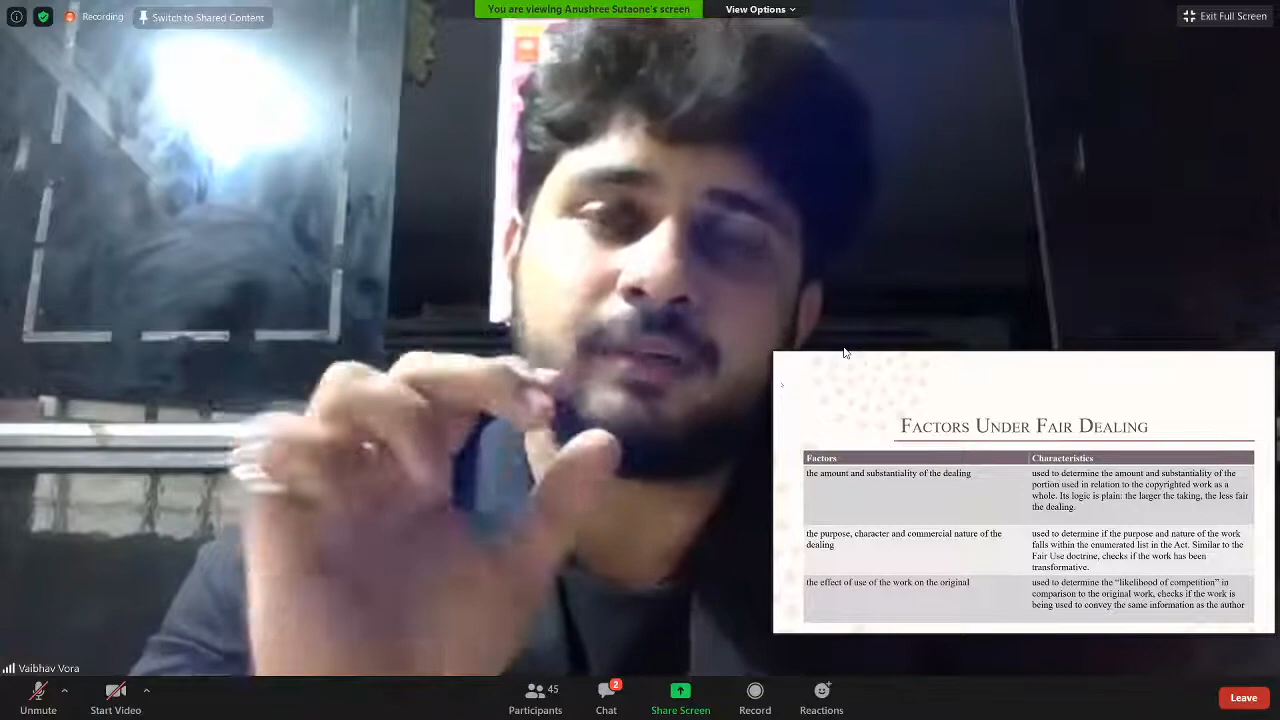 Recording
Switch to Shared Content
You are viewing Anushree Sutaone's screen
View Options
Exit Full Screen
FACTORS UNDER FAIR DEALING
Factors
Characteristics
the amount and substantiality of the dealing
used to determine the amount and substantiality of the
portion used in relation to the copyrighted work as a
whole. Its logic is plain: the larger the taking, the less fair
the dealing.
the purpose, character and commercial nature of the
dealing
used to determine if the purpose and nature of the work
falls within the enumerated list in the Act. Similar to the
Fair Use doctrine, checks if the work has been
transformative.
the effect of use of the work on the original
used to determine the “likelihood of competition” in
comparison to the original work, checks if the work is
being used to convey the same information as the author
Vaibhav Vora
Unmute
Start Video
Participants
45
Chat
2
Share Screen
Record
Reactions
Leave